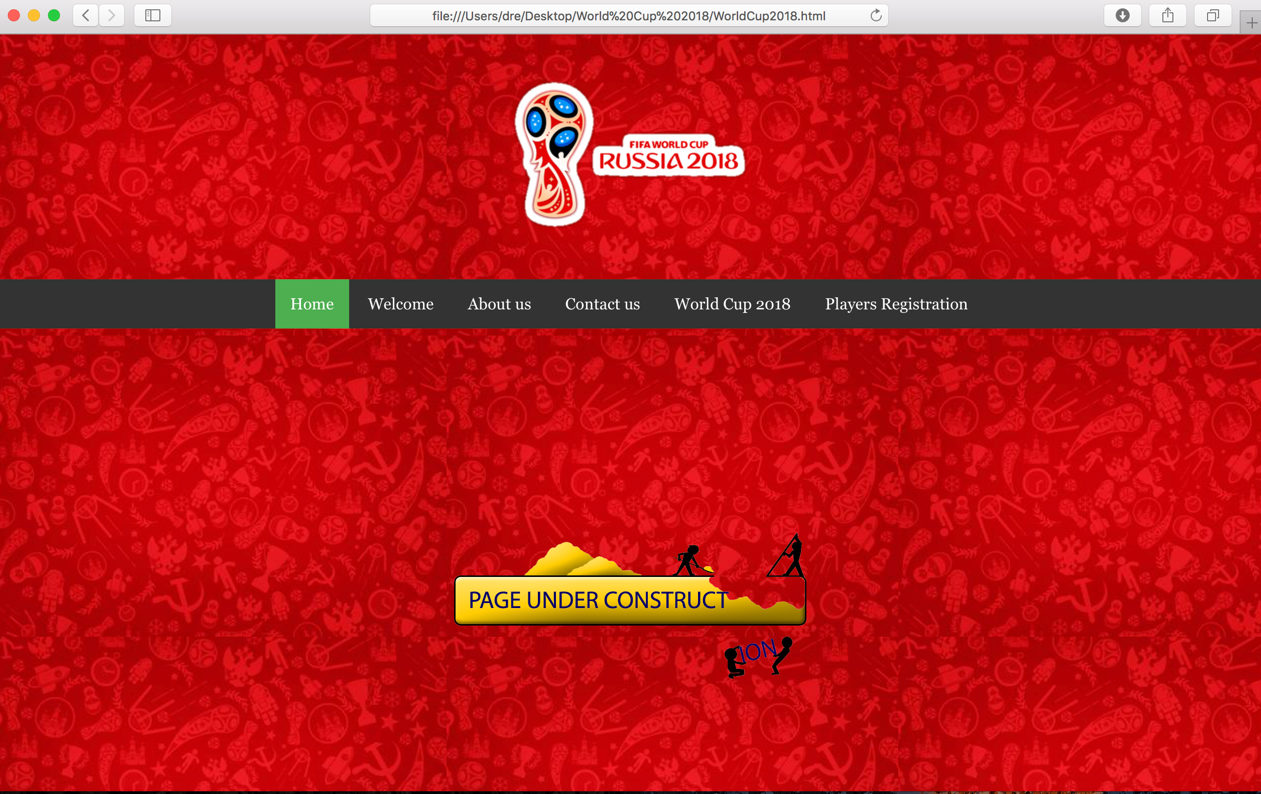 file:///Users/dre/Desktop/World%20Cup%202018/WorldCup2018.html
FIFA WORLD CUP
RUSSIA 2018
Home Welcome About us Contact us World Cup 2018 Players Registration
PAGE UNDER CONSTRUCT
ION